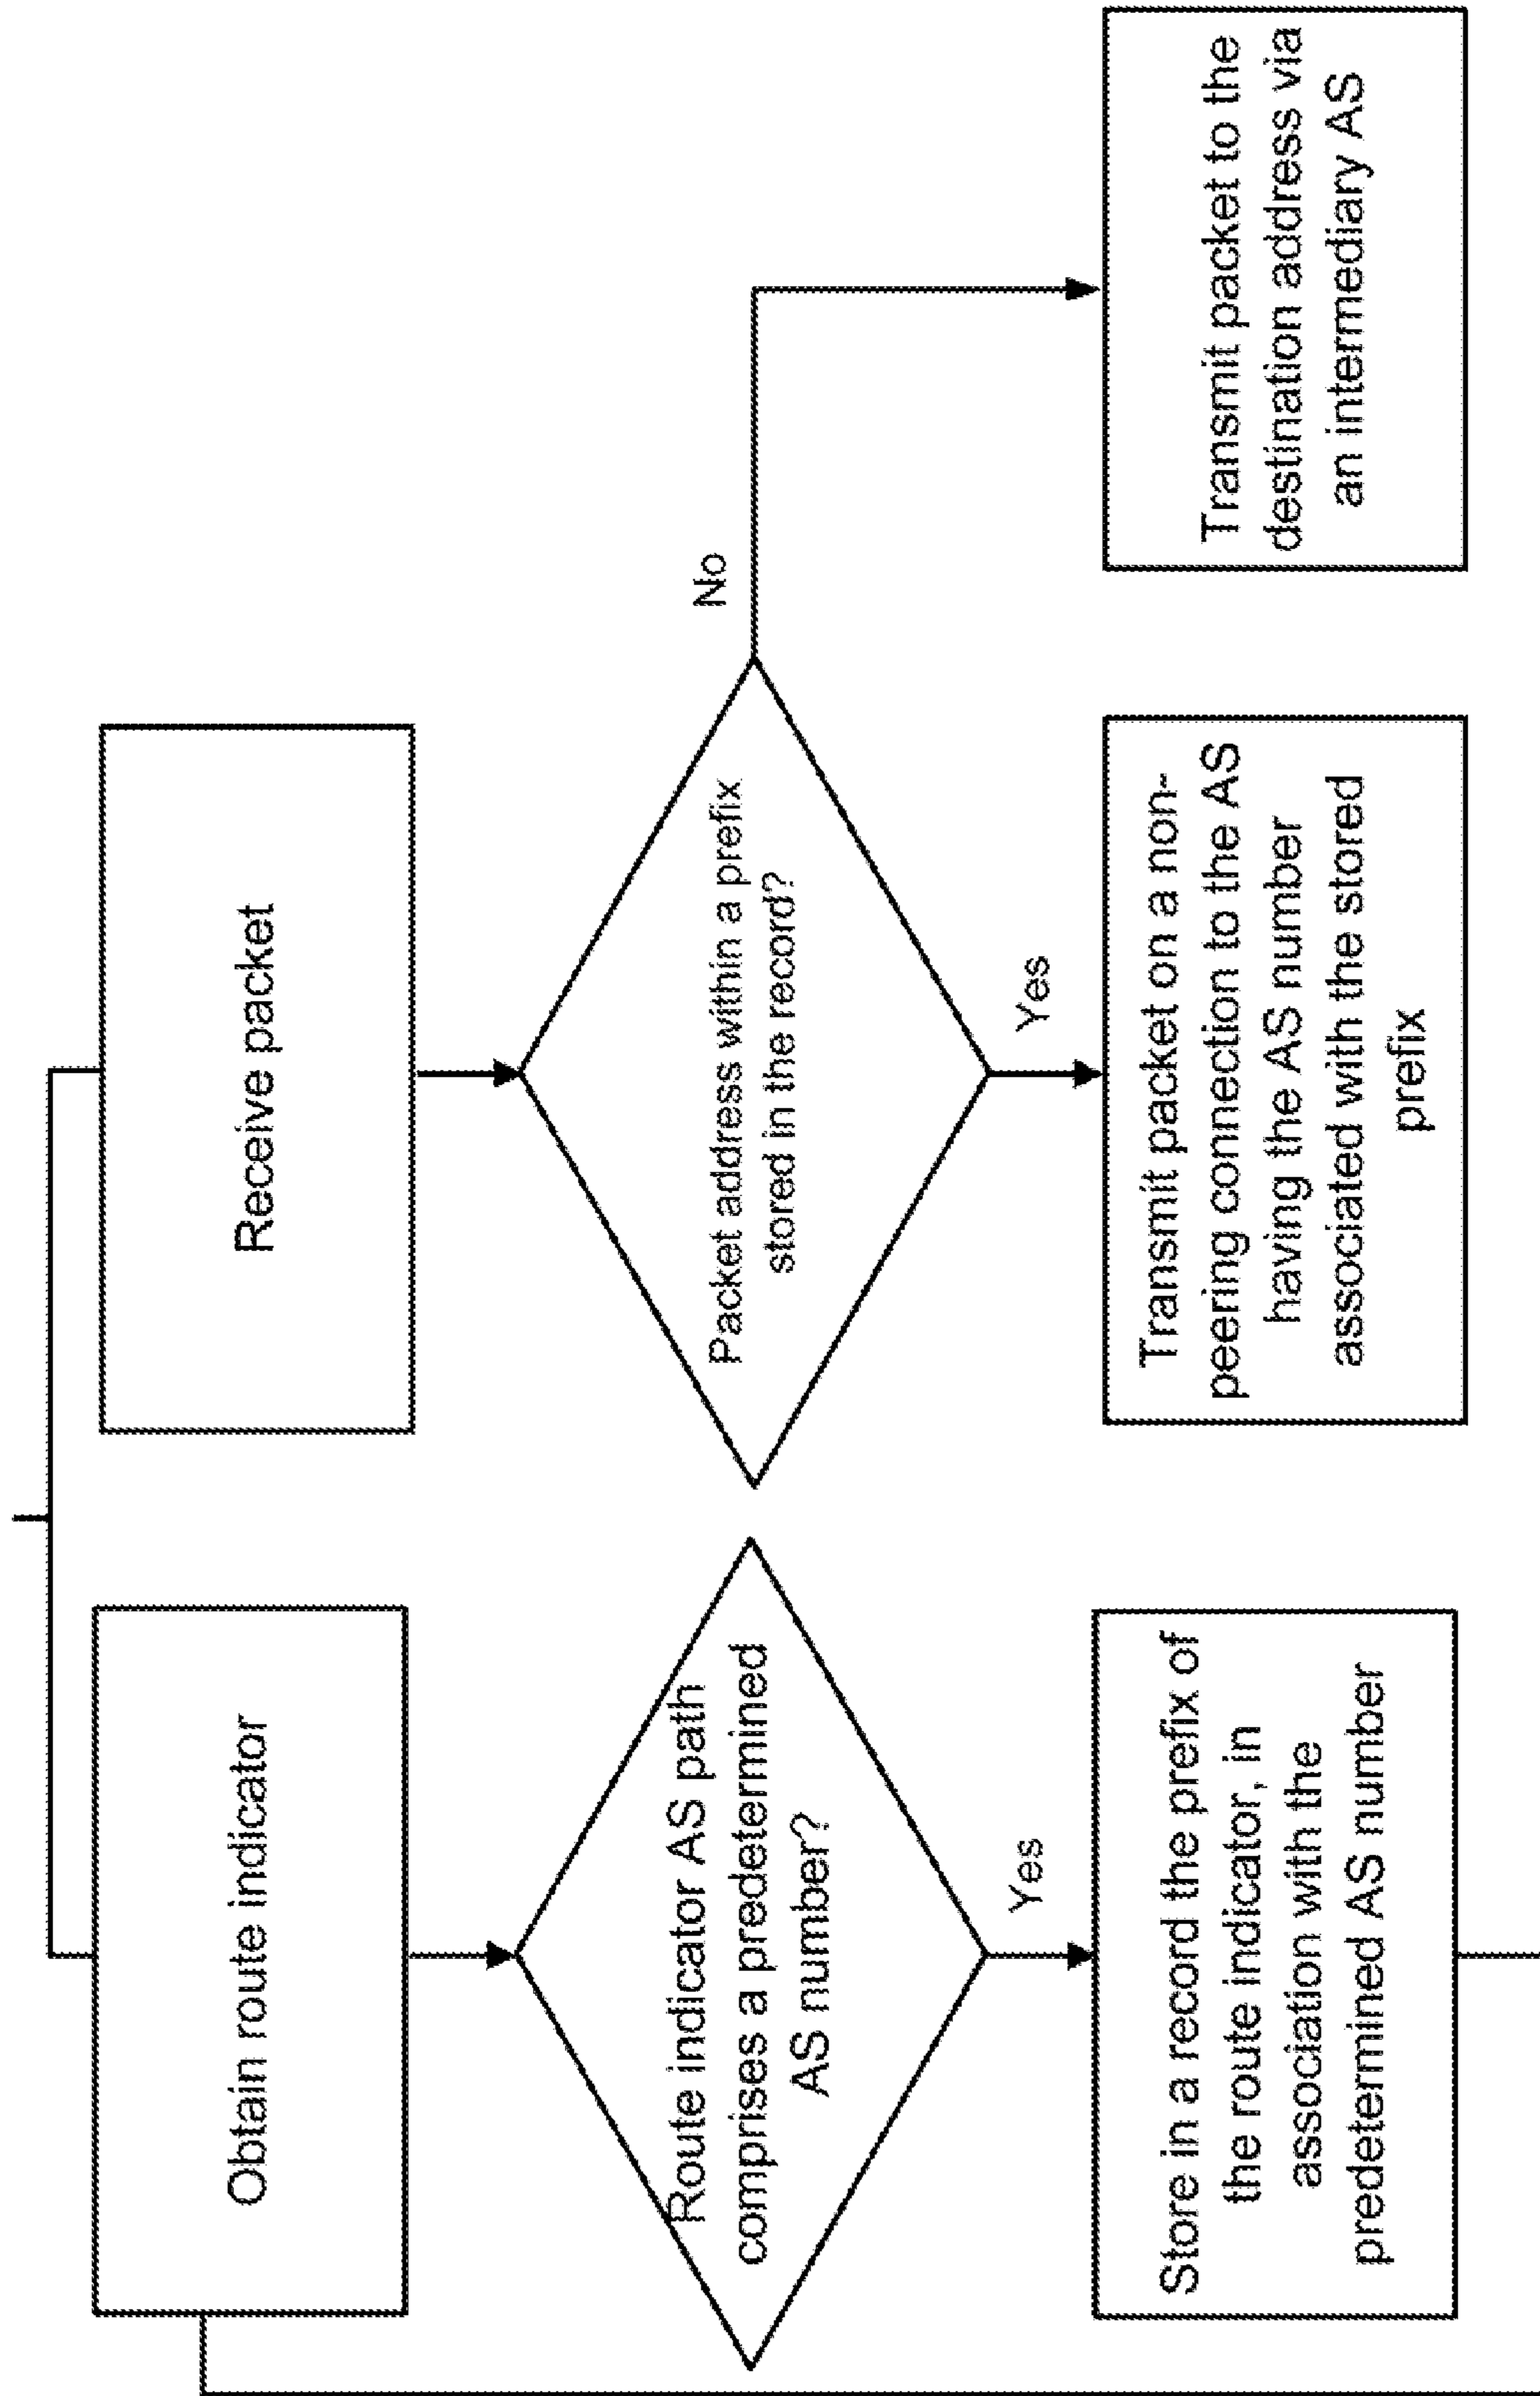 Obtain route indicator
Route indicator AS path
comprises a predetermined
AS number?
Yes
Store in a record the prefix of
the route indicator, in
association with the
predetermined AS number
Receive packet
Packet address within a prefix
stored in the record?
No
Yes
Transmit packet on a non-
peering connection to the AS
having the AS number
associated with the stored
prefix
Transmit packet to the
destination address via
an intermediary AS